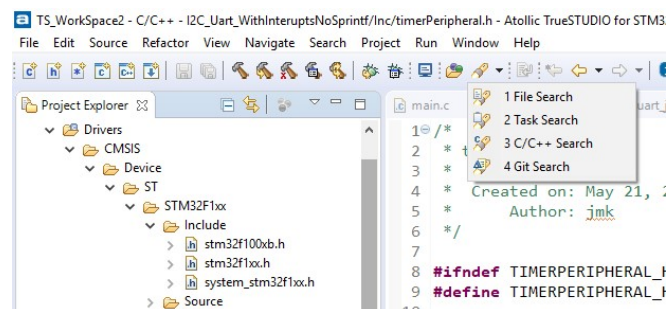 TS_WorkSpace2 - C/C++ - I2C_Uart_WithInteruptsNoSprintf/Inc/timerPeripheral.h - Atollic TrueSTUDIO for STM3
File Edit Source Refactor View Navigate Search Project Run Window Help
Project Explorer
main.c
uart_j
1 File Search
2 Task Search
3 C/C++ Search
4 Git Search
Drivers
CMSIS
Device
ST
STM32F1xx
Include
stm32f100xb.h
stm32f1xx.h
system_stm32f1xx.h
Source
1 /*
2 * t
3 *
4 * Created on: May 21, 2
5 * Author: jmk
6 */
7
8 #ifndef TIMERPERIPHERAL_H
9 #define TIMERPERIPHERAL_H